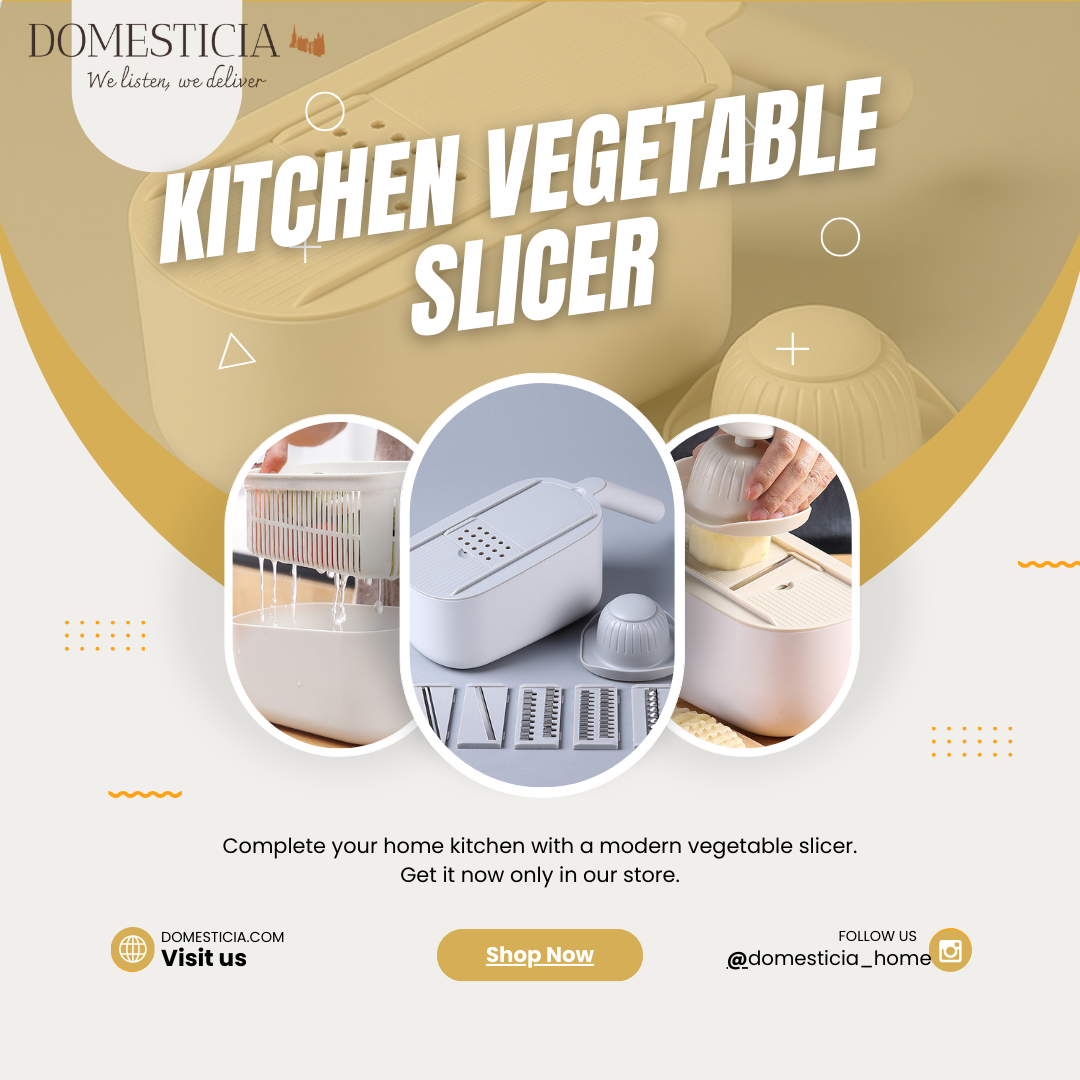 DOMESTICIA
We listen, we deliver
KITCHEN VEGETABLE
SLICER
Complete your home kitchen with a modern vegetable slicer.
Get it now only in our store.
DOMESTICIA.COM
Visit us
Shop Now
FOLLOW US
@domesticia_home